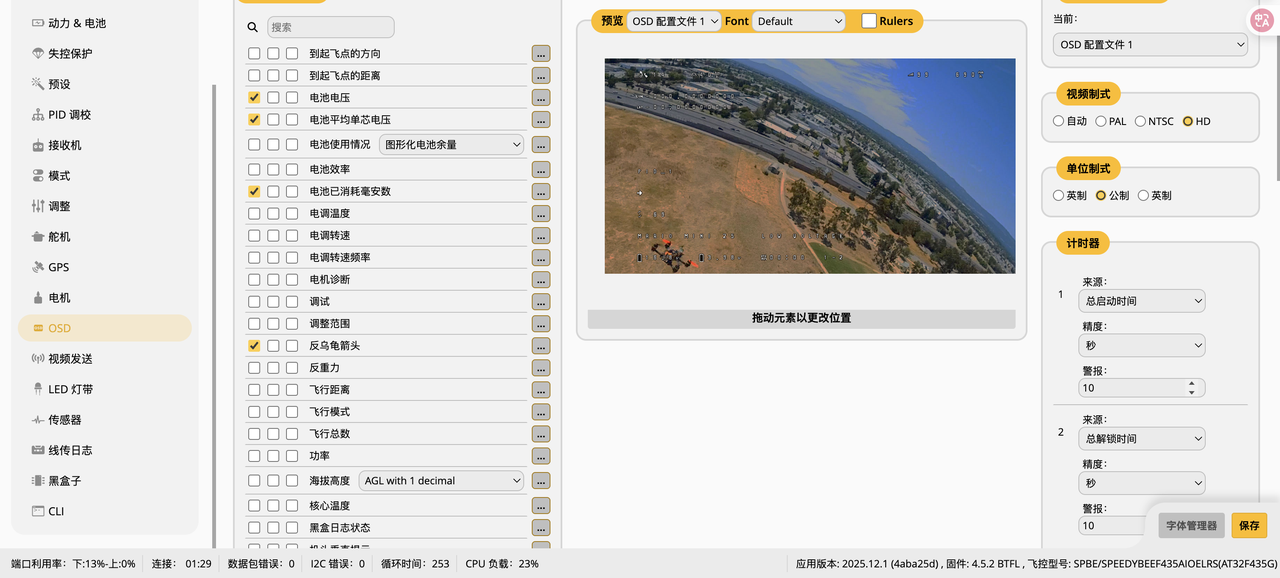 动力 & 电池
失控保护
预设
PID 调校
接收机
模式
调整
舵机
GPS
电机
OSD
视频发送
LED 灯带
传感器
线传日志
黑盒子
CLI
搜索
到起飞点的方向
...
到起飞点的距离
...
电池电压
...
电池平均单芯电压
...
电池使用情况 图形化电池余量
...
电池效率
...
电池已消耗毫安数
...
电调温度
...
电调转速
...
电调转速频率
...
电机诊断
...
调试
...
调整范围
...
反乌龟箭头
...
反重力
...
飞行距离
...
飞行模式
...
飞行总数
...
功率
...
海拔高度 AGL with 1 decimal
...
核心温度
...
黑盒日志状态
...
预览 OSD 配置文件 1 Font Default Rulers
拖动元素以更改位置
当前:
OSD 配置文件 1
视频制式
自动 PAL NTSC HD
单位制式
英制 公制 英制
计时器
1
来源:
总启动时间
精度:
秒
警报:
10
2
来源:
总解锁时间
精度:
秒
警报:
10
字体管理器 保存
端口利用率: 下:13%-上:0% 连接: 01:29 数据包错误: 0 I2C 错误: 0 循环时间: 253 CPU 负载: 23% 应用版本: 2025.12.1 (4aba25d) , 固件: 4.5.2 BTFL , 飞控型号: SPBE/SPEEDYBEEF435AIOELRS(AT32F435G)